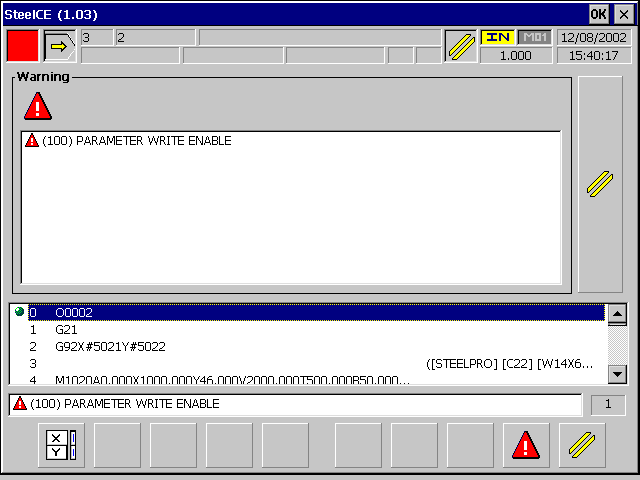 SteelCE (1.03) OK
3 2 IN M01 12/08/2002
1.000 15:40:17
Warning
(100) PARAMETER WRITE ENABLE
0 O0002
1 G21
2 G92X#5021Y#5022
3 ([STEELPRO] [C22] [W14X6...
4 M1020A0.000X1000.000Y46.000V2000.000T500.000B50.000...
(100) PARAMETER WRITE ENABLE 1
X
Y